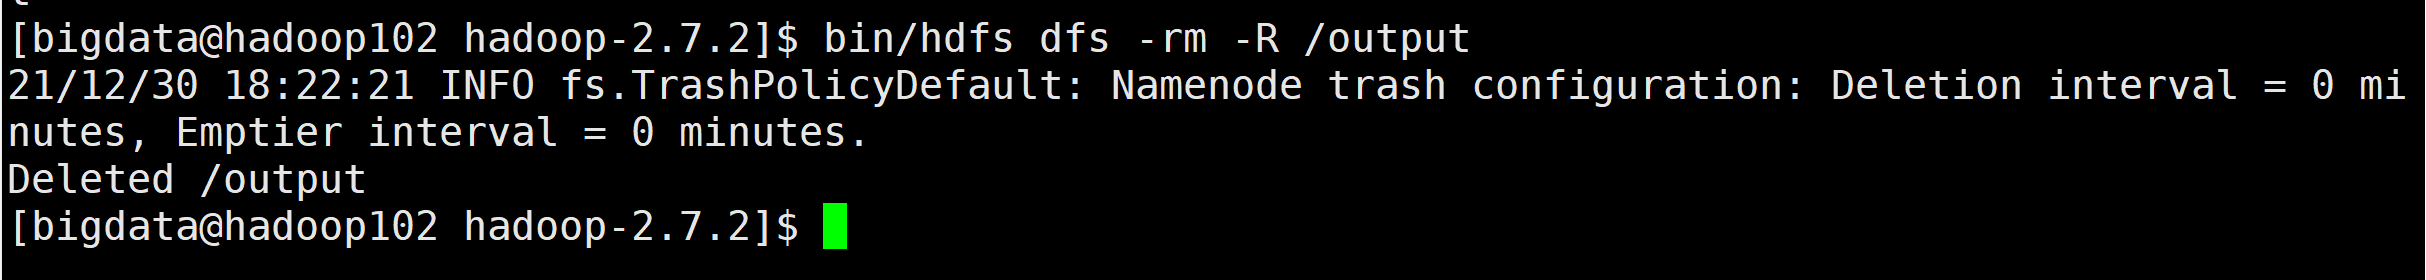 [bigdata@hadoop102 hadoop-2.7.2]$ bin/hdfs dfs -rm -R /output
21/12/30 18:22:21 INFO fs.TrashPolicyDefault: Namenode trash configuration: Deletion interval = 0 mi
nutes, Emptier interval = 0 minutes.
Deleted /output
[bigdata@hadoop102 hadoop-2.7.2]$